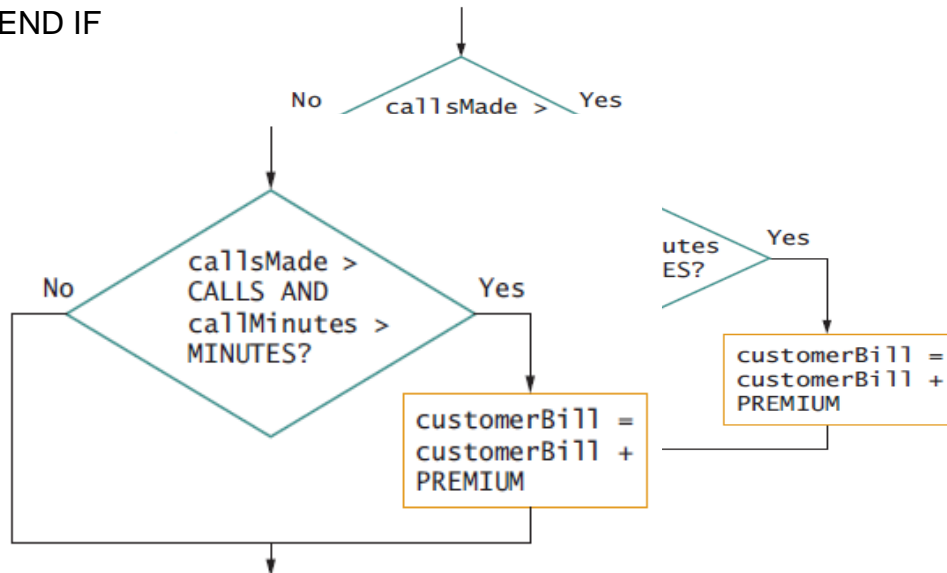 END IF
No
callsMade >
Yes
No
callsMade >
CALLS AND
callMinutes >
MINUTES?
Yes
customerBill =
customerBill +
PREMIUM
utes
ES?
Yes
customerBill =
customerBill +
PREMIUM